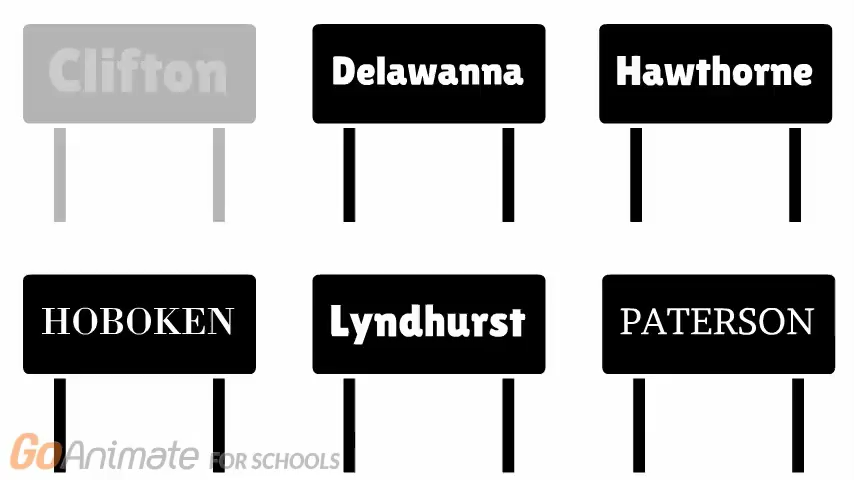 Clifton
Delawanna
Hawthorne
HOBOKEN
Lyndhurst
PATERSON
GoAnimate FOR SCHOOLS